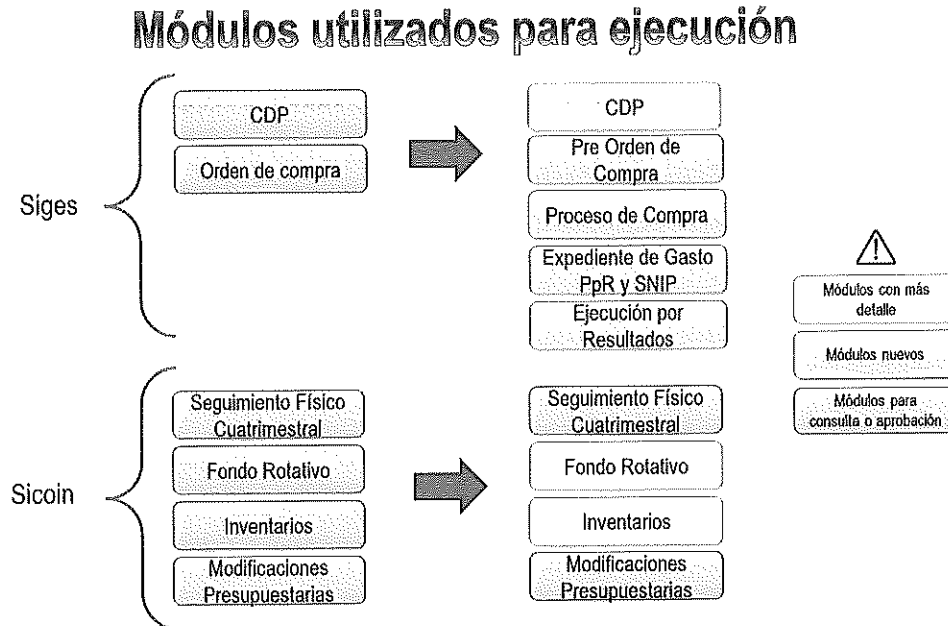 Módulos utilizados para ejecución
Siges
CDP
Orden de compra
CDP
Pre Orden de
Compra
Proceso de Compra
Expediente de Gasto
PpR y SNIP
Ejecución por
Resultados
Módulos con más
detalle
Módulos nuevos
Módulos para
consulta o aprobación
Sicoin
Seguimiento Físico
Cuatrimestral
Fondo Rotativo
Inventarios
Modificaciones
Presupuestarias
Seguimiento Físico
Cuatrimestral
Fondo Rotativo
Inventarios
Modificaciones
Presupuestarias